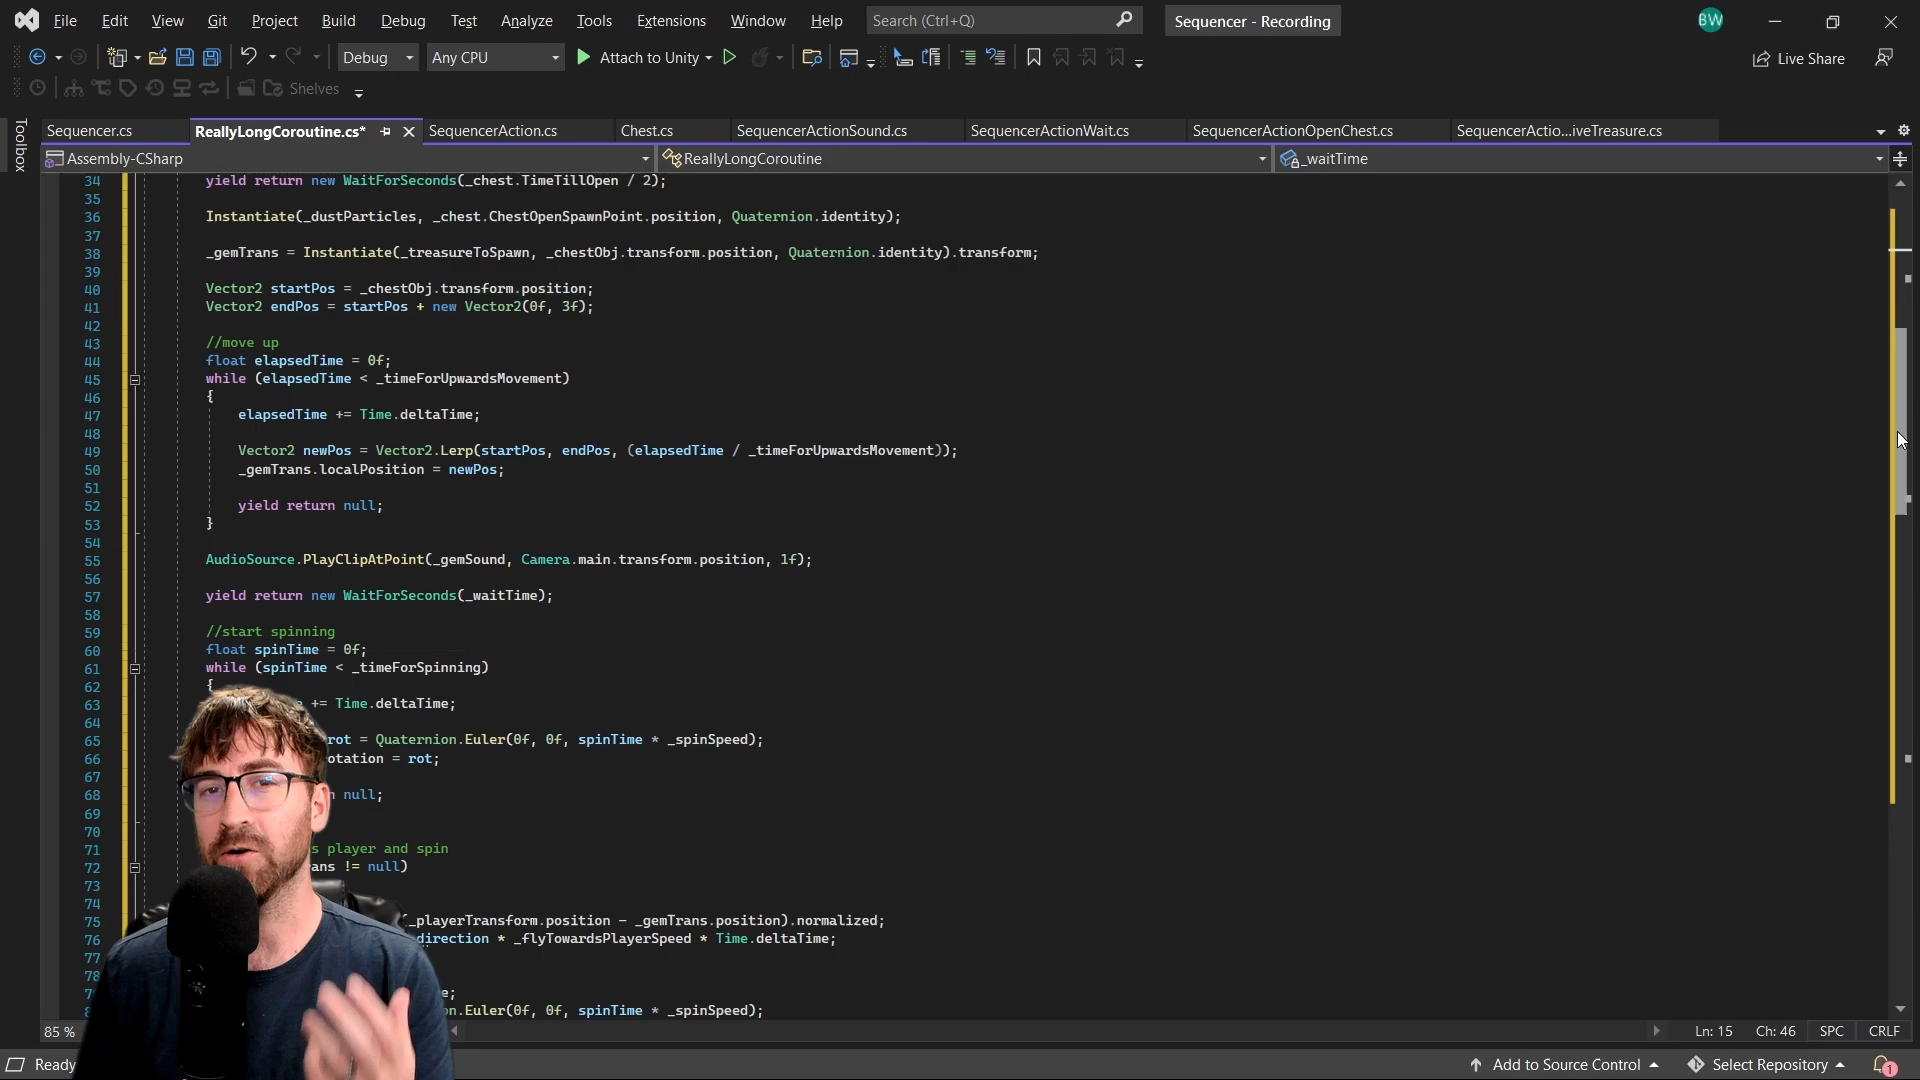 File Edit View Git Project Build Debug Test Analyze Tools Extensions Window Help Search (Ctrl+Q) Sequencer - Recording BW
Debug Any CPU Attach to Unity Live Share
Shelves
Toolbox
Sequencer.cs ReallyLongCoroutine.cs* SequencerAction.cs Chest.cs SequencerActionSound.cs SequencerActionWait.cs SequencerActionOpenChest.cs SequencerActio...iveTreasure.cs
Assembly-CSharp ReallyLongCoroutine _waitTime
34 yield return new WaitForSeconds(_chest.TimeTillOpen / 2);
35
36 Instantiate(_dustParticles, _chest.ChestOpenSpawnPoint.position, Quaternion.identity);
37
38 _gemTrans = Instantiate(_treasureToSpawn, _chestObj.transform.position, Quaternion.identity).transform;
39
40 Vector2 startPos = _chestObj.transform.position;
41 Vector2 endPos = startPos + new Vector2(0f, 3f);
42
43 //move up
44 float elapsedTime = 0f;
45 while (elapsedTime < _timeForUpwardsMovement)
46 {
47 elapsedTime += Time.deltaTime;
48
49 Vector2 newPos = Vector2.Lerp(startPos, endPos, (elapsedTime / _timeForUpwardsMovement));
50 _gemTrans.localPosition = newPos;
51
52 yield return null;
53 }
54
55 AudioSource.PlayClipAtPoint(_gemSound, Camera.main.transform.position, 1f);
56
57 yield return new WaitForSeconds(_waitTime);
58
59 //start spinning
60 float spinTime = 0f;
61 while (spinTime < _timeForSpinning)
62 {
63 += Time.deltaTime;
64
65 rot = Quaternion.Euler(0f, 0f, spinTime * _spinSpeed);
66 otation = rot;
67
68 null;
69
70
71 s player and spin
72 ans != null)
73
74
75 (_playerTransform.position - _gemTrans.position).normalized;
76 direction * _flyTowardsPlayerSpeed * Time.deltaTime;
77
78
e;
n.Euler(0f, 0f, spinTime * _spinSpeed);
85 % Ln: 15 Ch: 46 SPC CRLF
Ready Add to Source Control Select Repository 1